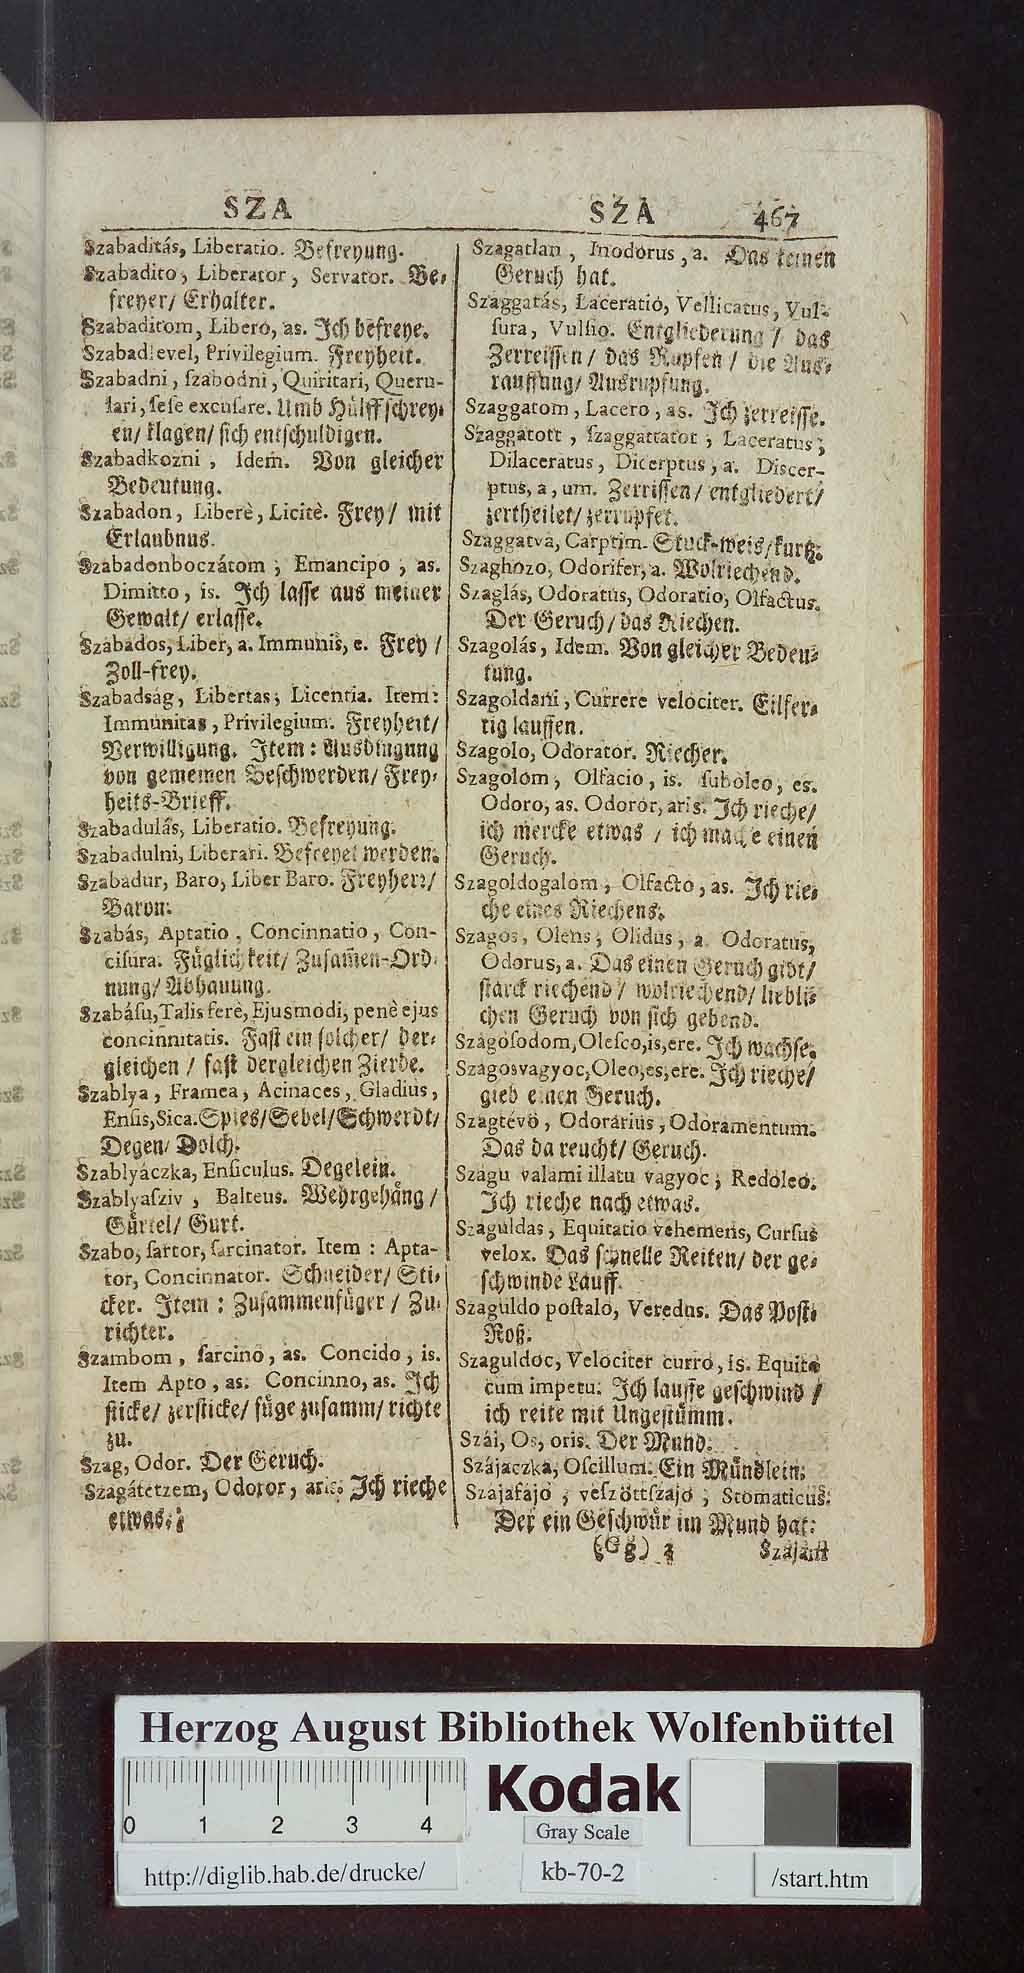 SZA
Szabaditás, Liberatio. Befreyung.
Szabadito, Liberator, Servator. Be-
freyer/ Erhalter.
Szabaditom, Libero, as. Ich befreye.
Szabadlevel, Privilegium. Freyheit.
Szabadni, ſzabodni, Quiritari, Queru-
lari, ſeſe excuſare. Umb Hülff ſchrey-
en/ klagen/ ſich entſchuldigen.
Szabadkozni, Idem. Von gleicher
Bedeutung.
Szabadon, Liberè, Licitè. Frey/ mit
Erlaubnus.
Szabadonboczátom, Emancipo, as.
Dimitto, is. Ich laſſe aus meiner
Gewalt/ erlaſſe.
Szabados, Liber, a. Immunis, e. Frey/
Zoll-frey.
Szabadság, Libertas, Licentia. Item:
Immunitas, Privilegium. Freyheit/
Verwilligung. Item: Ausdingung
von gemeinen Beſchwerden/ Frey-
heits-Brieff.
Szabadulás, Liberatio. Befreyung.
Szabadulni, Liberari. Befreyet werden.
Szabadur, Baro, Liber Baro. Freyherr/
Baron.
Szabás, Aptatio, Concinnatio, Con-
ciſura. Füglichkeit/ Zuſam̃en-Ord-
nung/ Abhauung.
Szabáſu, Talis ferè, Ejusmodi, penè ejus
concinnitatis. Faſt ein ſolcher/ der-
gleichen/ faſt dergleichen Zierde.
Szablya, Framea, Acinaces, Gladius,
Enſis, Sica. Spies/ Sebel/ Schwerdt/
Degen/ Dolch.
Szablyáczka, Enſiculus. Degelein.
Szablyaſziv, Balteus. Wehrgehäng/
Gürtel/ Gurt.
Szabo, ſartor, ſarcinator. Item: Apta-
tor, Concinnator. Schneider/ Sti-
cker. Item: Zuſammenfüger/ Zu-
richter.
Szambom, ſarcino, as. Concido, is.
Item Apto, as. Concinno, as. Ich
ſticke/ zerſticke/ füge zuſamm/ richte
zu.
Szag, Odor. Der Geruch.
Szagátétzem, Odoror, aris. Ich rieche
etwas.
SZA 467
Szagatlan, Inodorus, a. Das keinen
Geruch hat.
Szaggatás, Laceratio, Vellicatus, Vul-
ſura, Vulſio. Entgliederung/ das
Zerreiſſen/ das Rupfen/ die Aus-
rauffung/ Ausrupfung.
Szaggatom, Lacero, as. Ich zerreiſſe.
Szaggatott, ſzaggattatot, Laceratus,
Dilaceratus, Dicerptus, a. Discer-
ptus, a, um. Zerriſſen/ entgliedert/
zertheilet/ zerrupfet.
Szaggatva, Carptim. Stuck-weis/ kurtz.
Szaghozo, Odorifer, a. Wolriechend.
Szaglás, Odoratus, Odoratio, Olfactus.
Der Geruch/ das Riechen.
Szagolás, Idem. Von gleicher Bedeu-
tung.
Szagoldani, Currere velociter. Eilfer-
tig lauffen.
Szagolo, Odorator. Riecher.
Szagolom, Olfacio, is. ſuboleo, es.
Odoro, as. Odoror, aris. Ich rieche/
ich mercke etwas/ ich mache einen
Geruch.
Szagoldogalom, Olfacto, as. Ich rie-
che eines Riechens.
Szagos, Olens, Olidus, a. Odoratus,
Odorus, a. Das einen Geruch gibt/
ſtarck riechend/ wolriechend/ liebli-
chen Geruch von ſich gebend.
Szagoſodom, Oleſco, is, ere. Ich wachſe.
Szagosvagyoc, Oleo, es, ere. Ich rieche/
gieb einen Geruch.
Szagtévö, Odorarius, Odoramentum.
Das da reucht/ Geruch.
Szagu valami illatu vagyoc, Redoleo.
Ich rieche nach etwas.
Szaguldas, Equitatio vehemens, Curſus
velox. Das ſchnelle Reiten/ der ge-
ſchwinde Lauff.
Szaguldo poſtalo, Veredus. Das Poſt-
Roß.
Szaguldoc, Velociter curro, is. Equito
cum impetu. Ich lauffe geſchwind/
ich reite mit Ungeſtümm.
Szái, Os, oris. Der Mund.
Szájaczka, Oſcillum. Ein Mündlein.
Szájafájo, veſzöttſzajo, Stomaticus.
Der ein Geſchwür im Mund hat.
(Gg) 2 Szájam
Herzog August Bibliothek Wolfenbüttel
0 1 2 3 4
Kodak
Gray Scale
http://diglib.hab.de/drucke/
kb-70-2
/start.htm